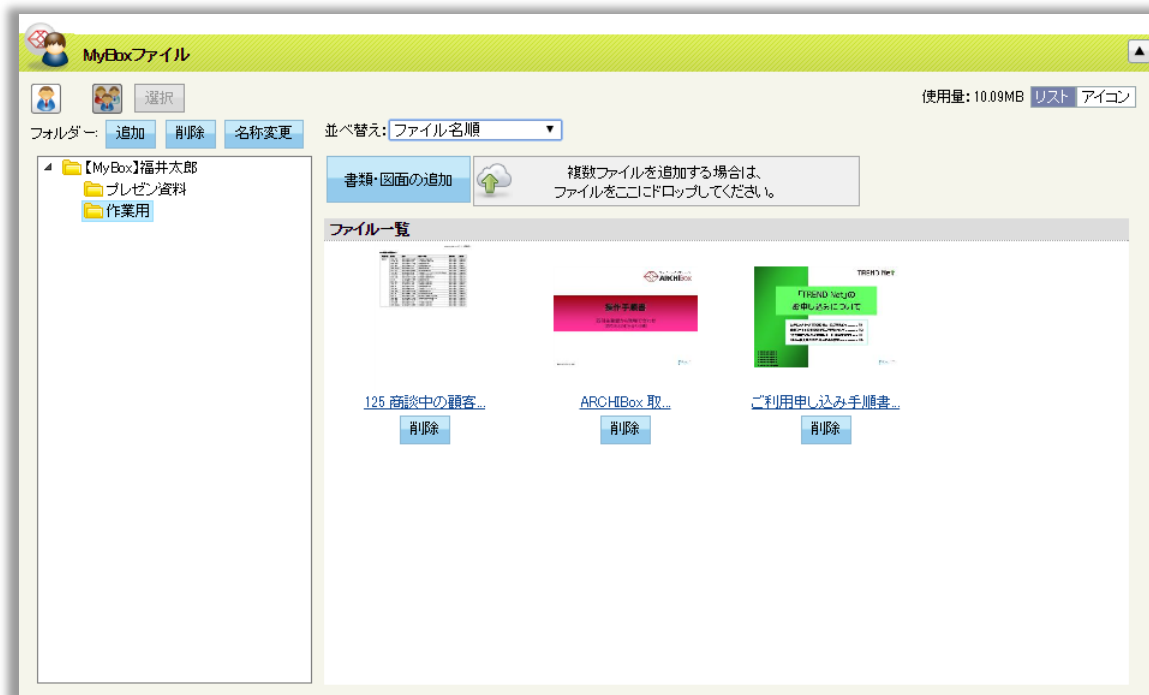 MyBoxファイル
選択
使用量: 10.09MB リスト アイコン
フォルダー: 追加 削除 名称変更 並べ替え: ファイル名順
【MyBox】福井太郎
プレゼン資料
作業用
書類・図面の追加
複数ファイルを追加する場合は、
ファイルをここにドロップしてください。
ファイル一覧
ARCHIBox
操作手順書
TREND Net
「TREND Net」の
お申し込みについて
125 商談中の顧客...
ARCHIBox 取...
ご利用申し込み手順書...
削除 削除 削除